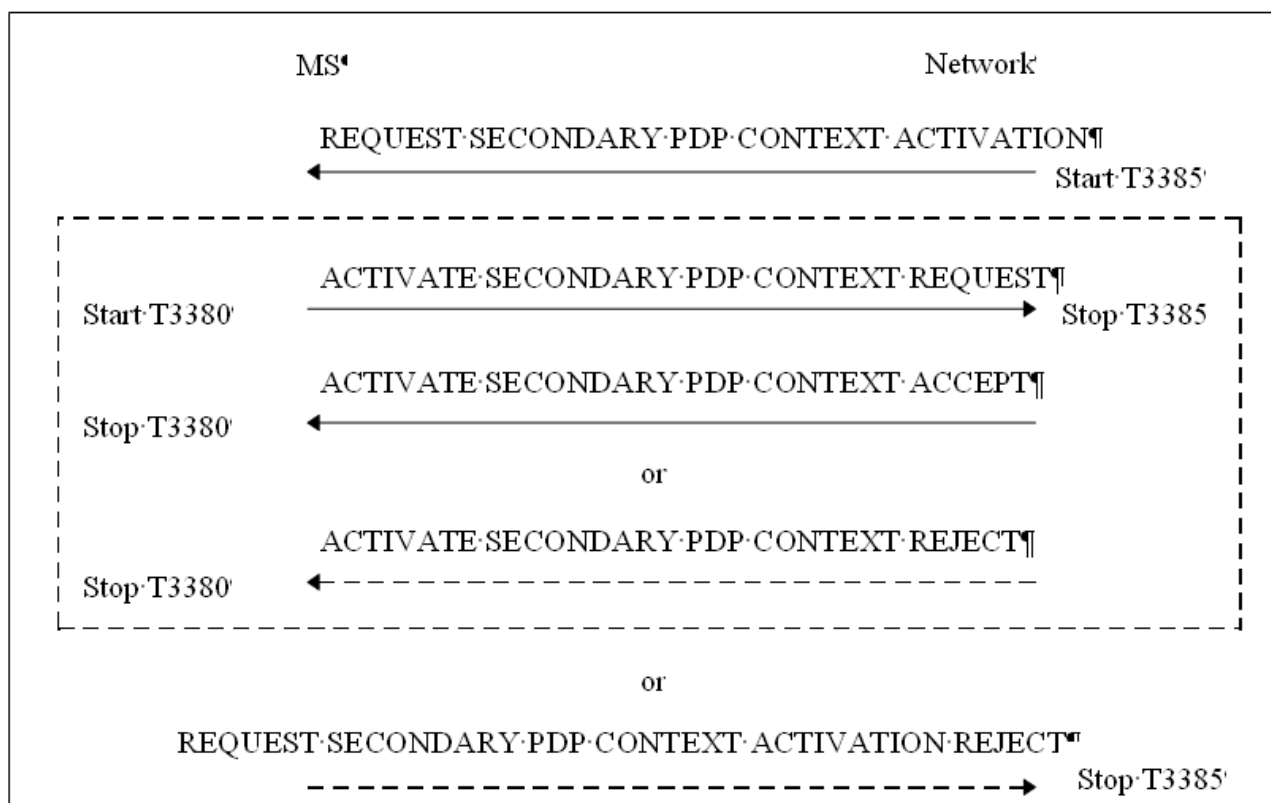 MS¶ Network
REQUEST·SECONDARY·PDP·CONTEXT·ACTIVATION¶
Start·T3385
ACTIVATE·SECONDARY·PDP·CONTEXT·REQUEST¶
Start·T3380 Stop·T3385
ACTIVATE·SECONDARY·PDP·CONTEXT·ACCEPT¶
Stop·T3380
or
ACTIVATE·SECONDARY·PDP·CONTEXT·REJECT¶
Stop·T3380
or
REQUEST·SECONDARY·PDP·CONTEXT·ACTIVATION·REJECT¶
Stop·T3385